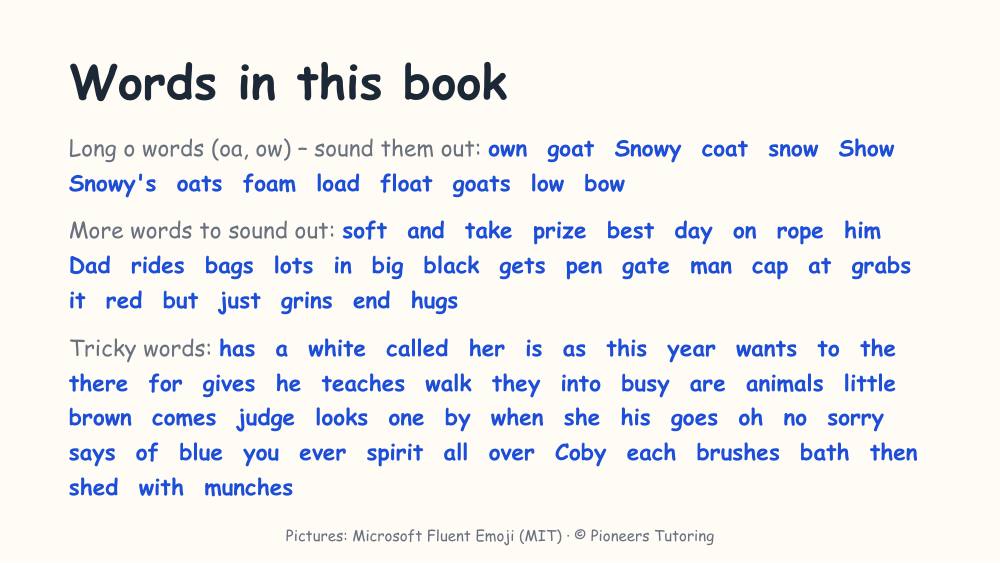 Words in this book
Long o words (oa, ow) – sound them out: own goat Snowy coat snow Show
Snowy's oats foam load float goats low bow
More words to sound out: soft and take prize best day on rope him
Dad rides bags lots in big black gets pen gate man cap at grabs
it red but just grins end hugs
Tricky words: has a white called her is as this year wants to the
there for gives he teaches walk they into busy are animals little
brown comes judge looks one by when she his goes oh no sorry
says of blue you ever spirit all over Coby each brushes bath then
shed with munches
Pictures: Microsoft Fluent Emoji (MIT) · © Pioneers Tutoring